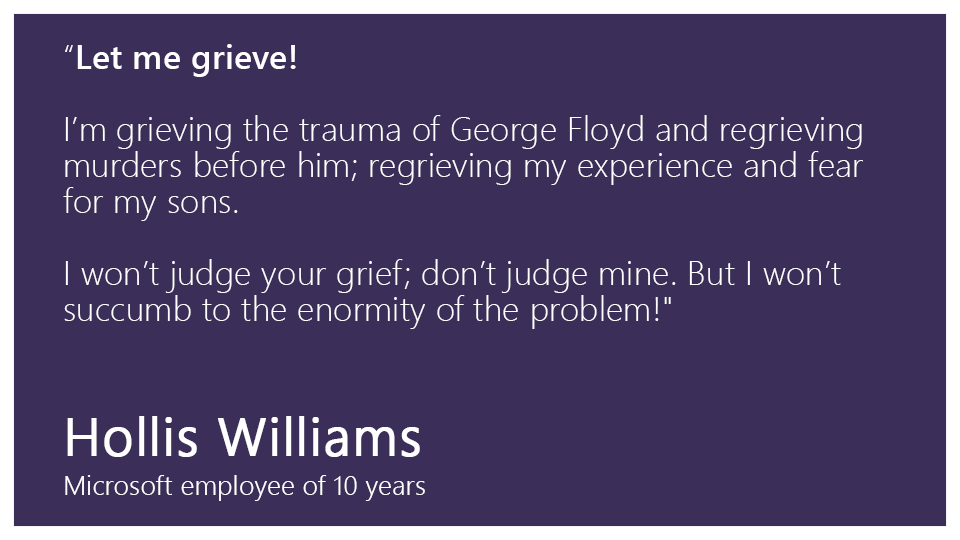 “Let me grieve!
I’m grieving the trauma of George Floyd and regrieving
murders before him; regrieving my experience and fear
for my sons.
I won’t judge your grief; don’t judge mine. But I won’t
succumb to the enormity of the problem!"
Hollis Williams
Microsoft employee of 10 years